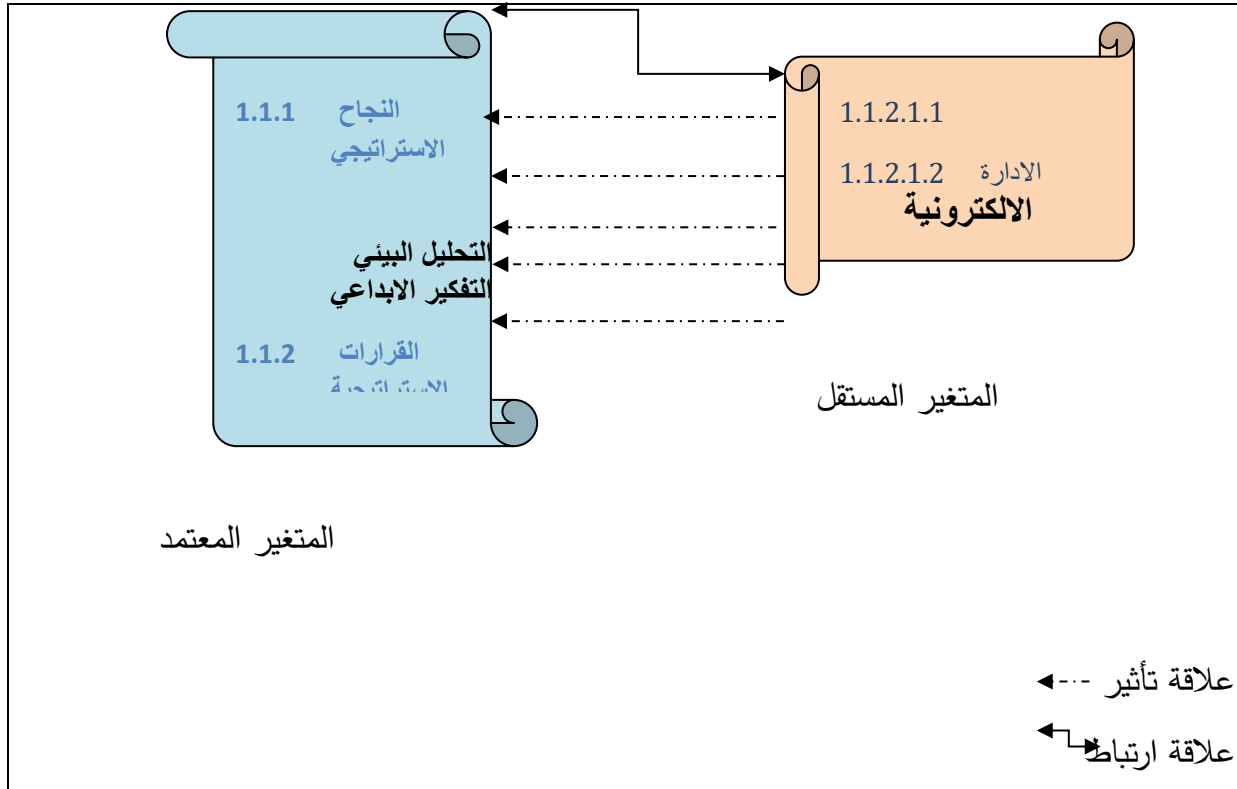 1.1.2.1.1
1.1.2.1.2 الادارة
الالكترونية
المتغير المستقل
1.1.1 النجاح
الاستراتيجي
التحليل البيئي
التفكير الابداعي
1.1.2 القرارات
الاستراتيجية
المتغير المعتمد
علاقة تأثير
علاقة ارتباط